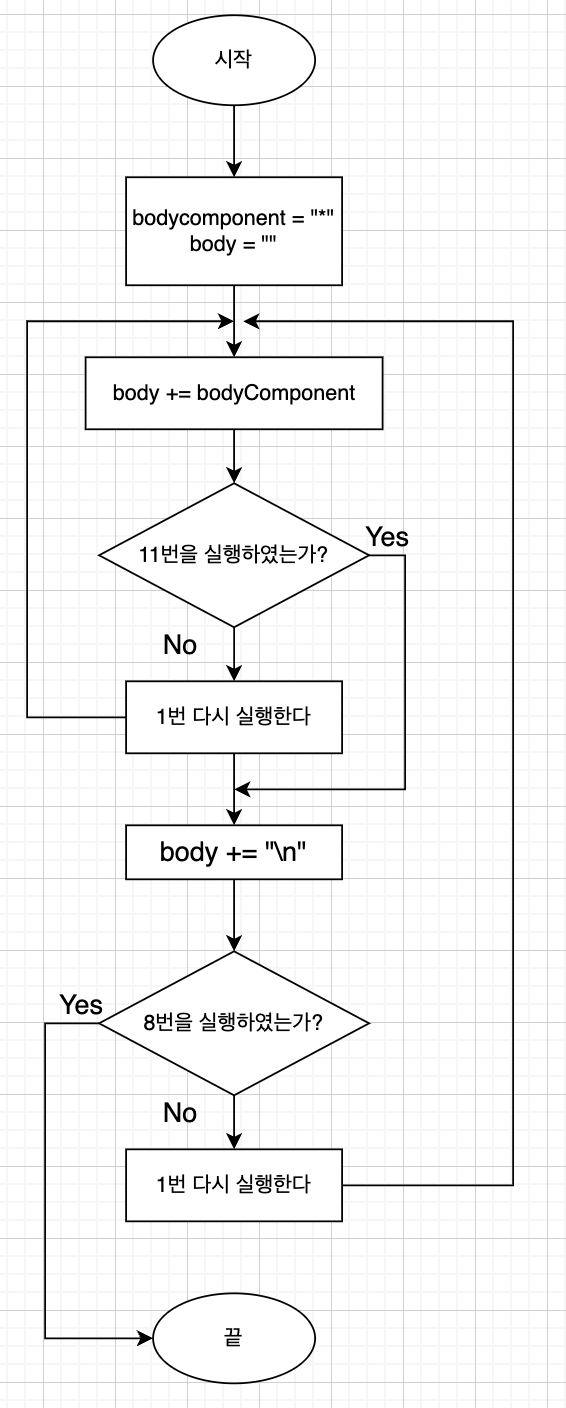 시작
bodycomponent = "*"
body = ""
body += bodyComponent
11번을 실행하였는가?
Yes
No
1번 다시 실행한다
body += "\n"
Yes
8번을 실행하였는가?
No
1번 다시 실행한다
끝